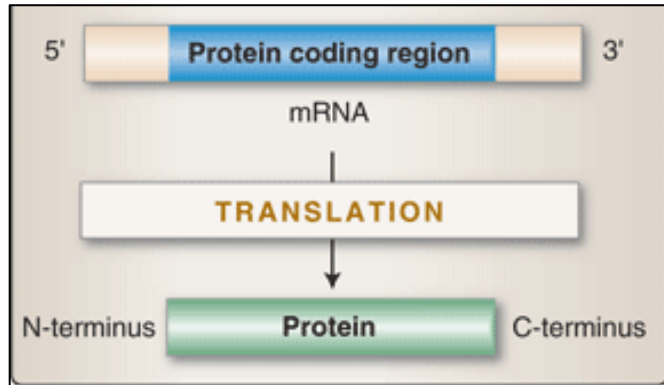 5' Protein coding region 3'
mRNA
TRANSLATION
N-terminus Protein C-terminus